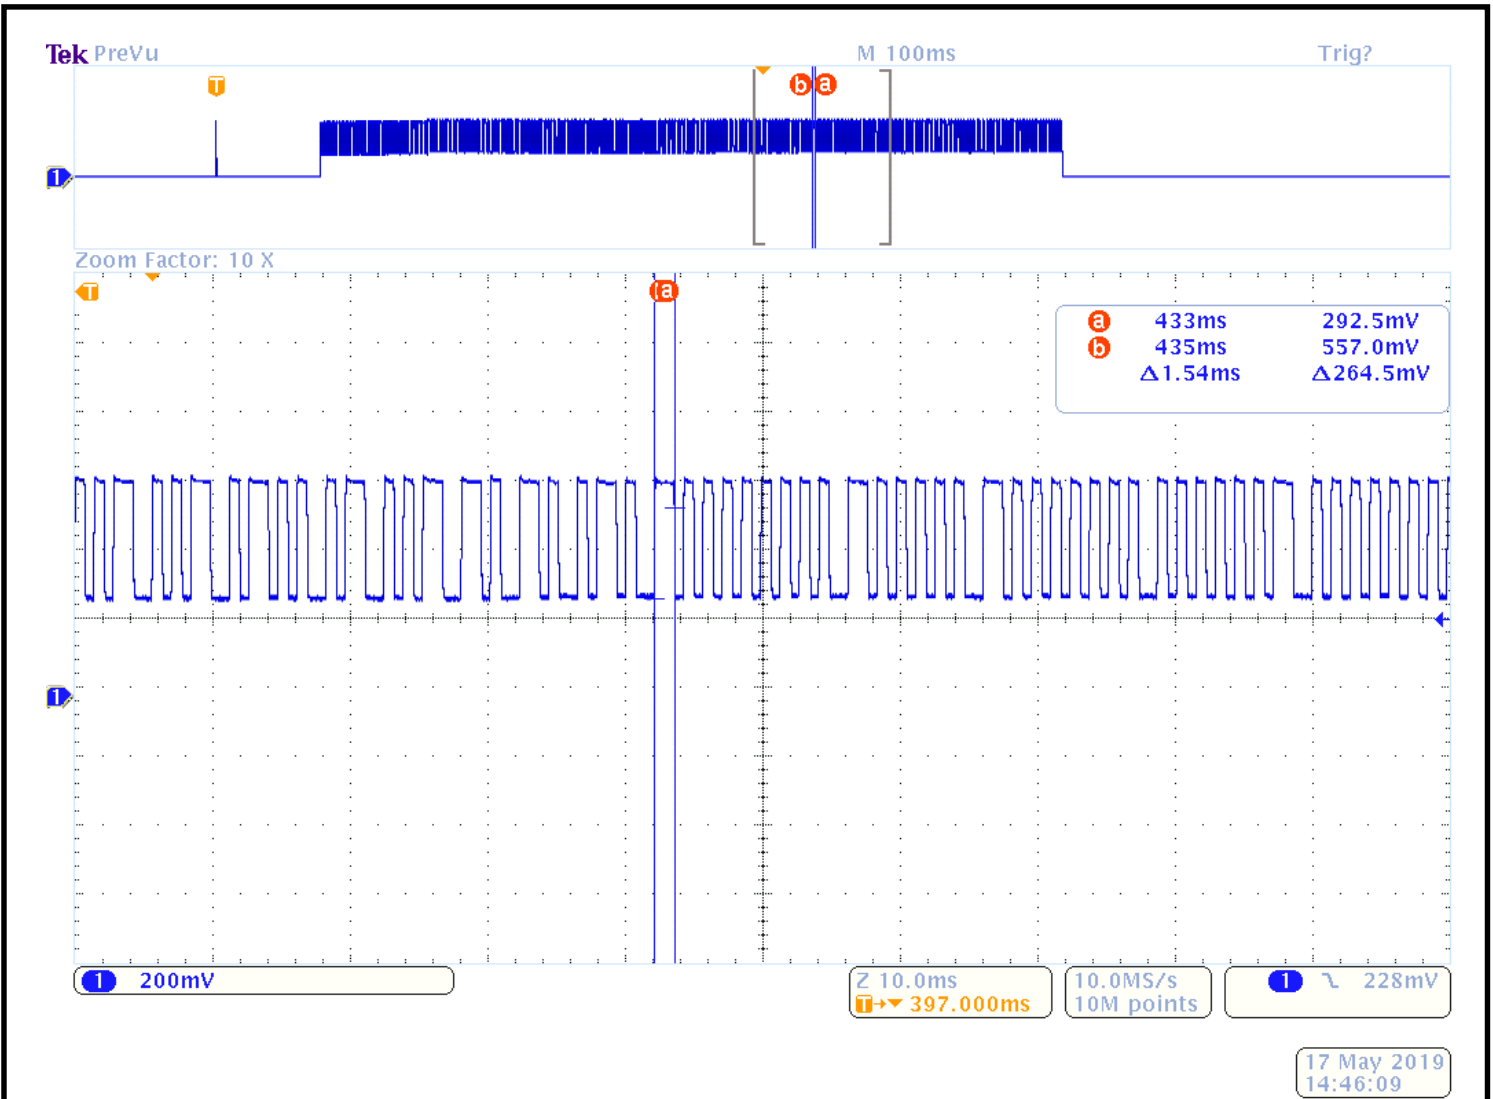 Tek PreVu M 100ms Trig?
T
b a
1
Zoom Factor: 10 X
T
a
a 433ms 292.5mV
b 435ms 557.0mV
Δ1.54ms Δ264.5mV
1
1 200mV
Z 10.0ms
T→▼ 397.000ms
10.0MS/s
10M points
1 228mV
17 May 2019
14:46:09